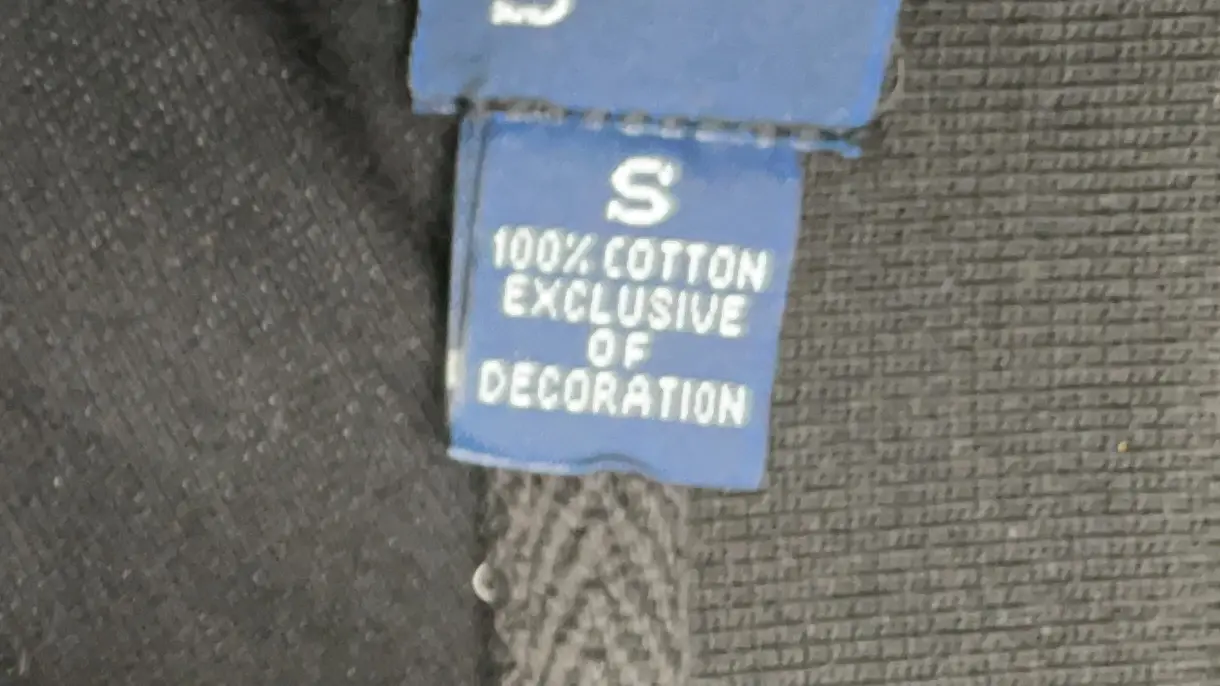 S
100% COTTON
EXCLUSIVE
OF
DECORATION